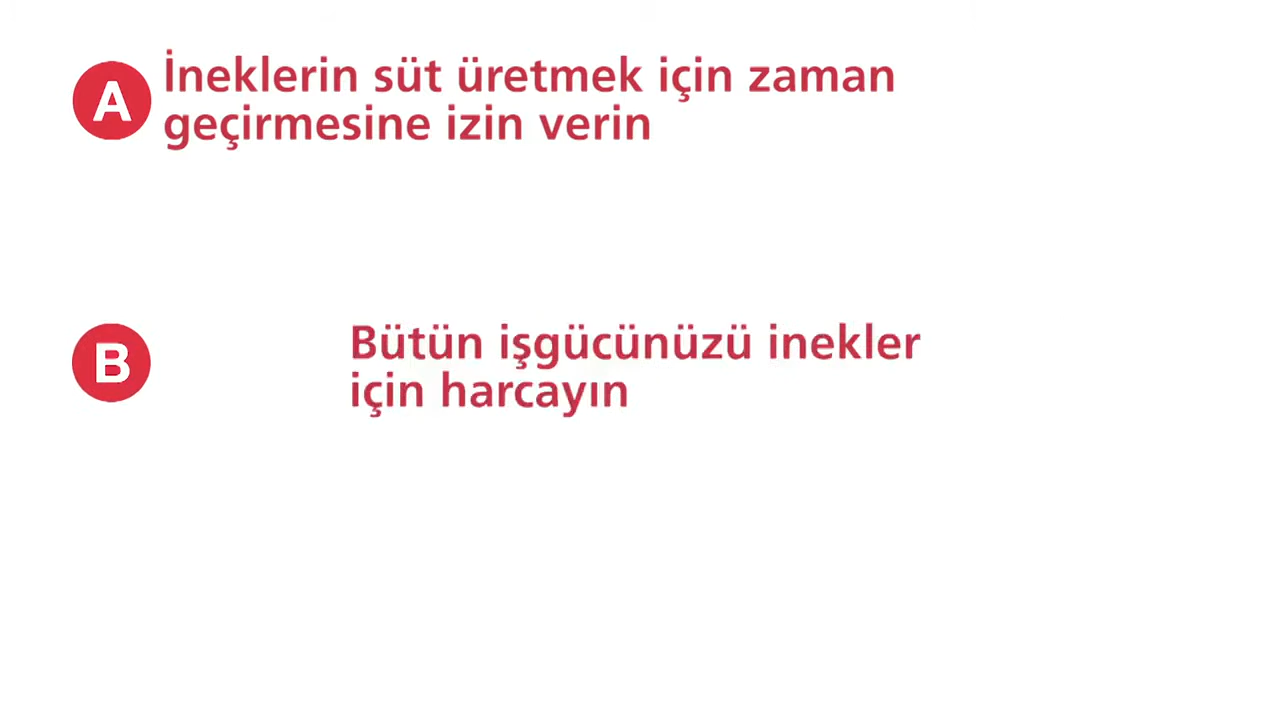 A İneklerin süt üretmek için zaman
geçirmesine izin verin
B Bütün işgücünüzü inekler
için harcayın